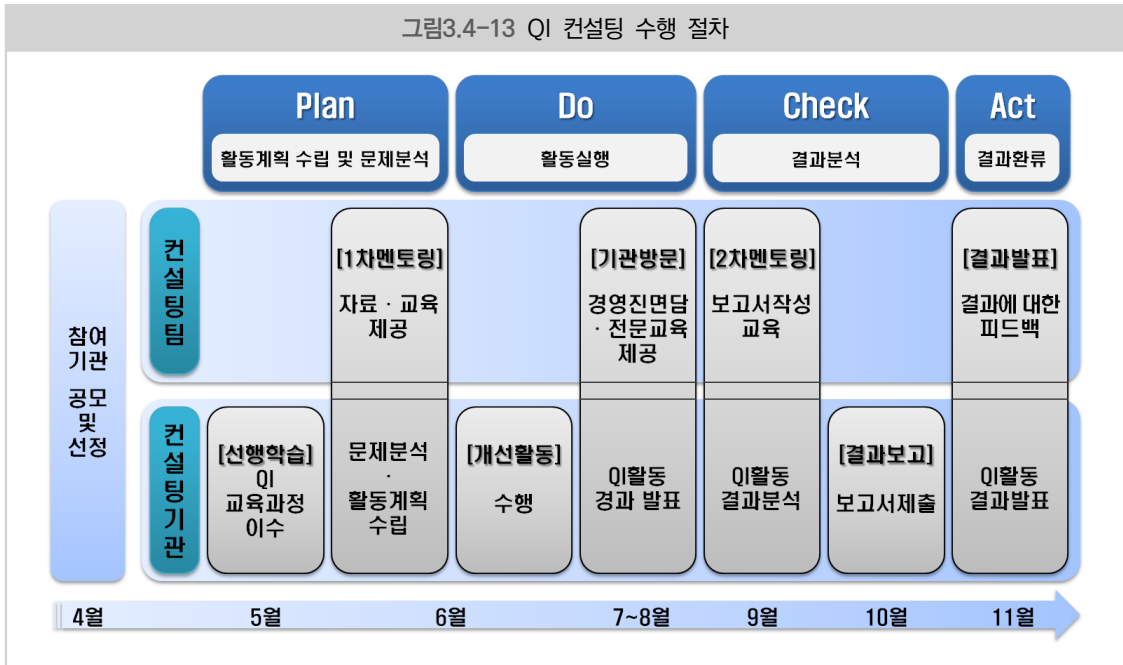 그림3.4-13 QI 컨설팅 수행 절차
Plan
활동계획 수립 및 문제분석
Do
활동실행
Check
결과분석
Act
결과환류
참여
기관
공모
및
선정
컨설팅팀
[1차멘토링]
자료 · 교육
제공
[기관방문]
경영진면담
· 전문교육
제공
[2차멘토링]
보고서작성
교육
[결과발표]
결과에 대한
피드백
컨설팅기관
[선행학습]
QI
교육과정
이수
문제분석
·
활동계획
수립
[개선활동]
수행
QI활동
경과 발표
QI활동
결과분석
[결과보고]
보고서제출
QI활동
결과발표
4월
5월
6월
7~8월
9월
10월
11월